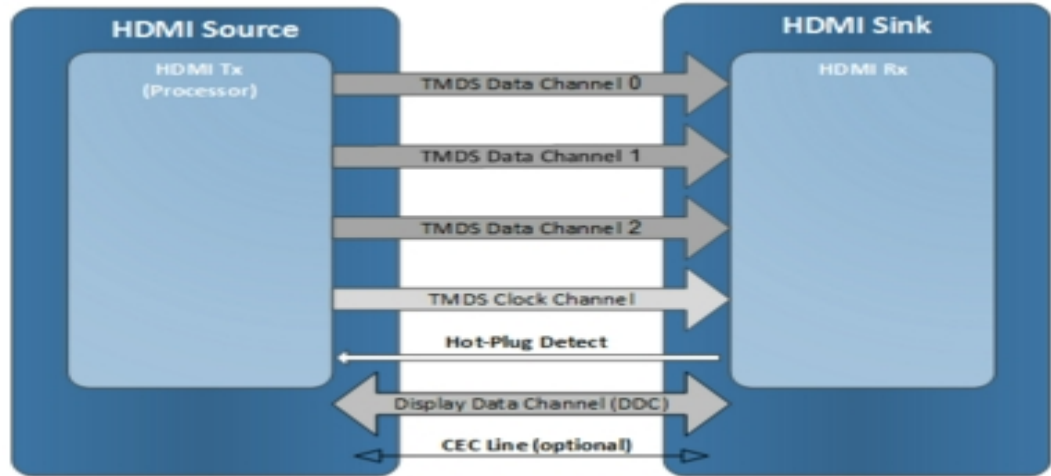 HDMI Source
HDMI Sink
HDMI Tx
(Processor)
HDMI Rx
TMDS Data Channel 0
TMDS Data Channel 1
TMDS Data Channel 2
TMDS Clock Channel
Hot-Plug Detect
Display Data Channel (DDC)
CEC Line (optional)